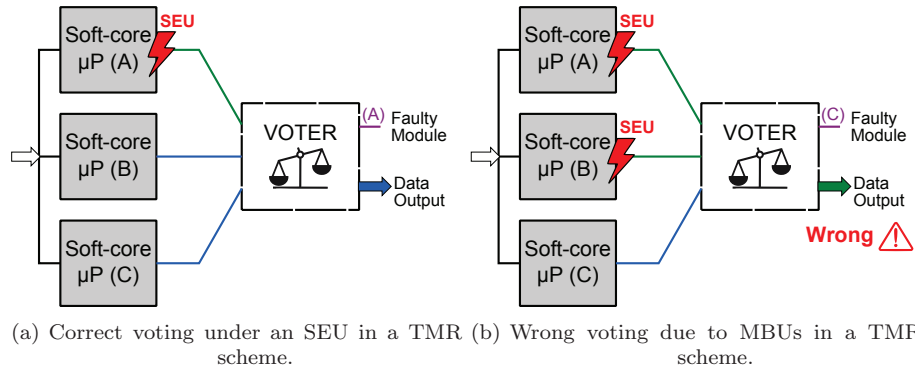 SEU
Soft-core
µP (A)
Soft-core
µP (B)
Soft-core
µP (C)
VOTER
(A)
Faulty
Module
Data
Output
(a) Correct voting under an SEU in a TMR
scheme.
SEU
Soft-core
µP (A)
SEU
Soft-core
µP (B)
Soft-core
µP (C)
VOTER
(C)
Faulty
Module
Data
Output
Wrong
(b) Wrong voting due to MBUs in a TMR
scheme.